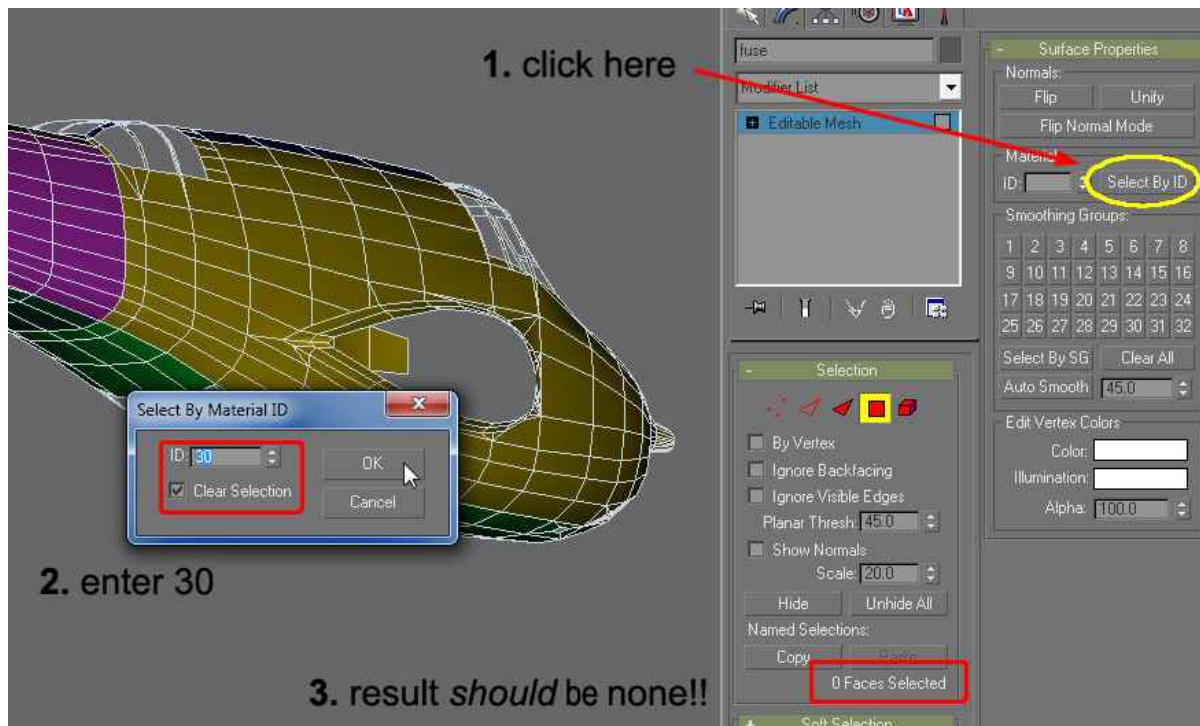 1. click here
fuse
Modifier List
Editable Mesh
- Surface Properties
Normals:
Flip Unify
Flip Normal Mode
Material
ID: Select By ID
Smoothing Groups:
1 2 3 4 5 6 7 8
9 10 11 12 13 14 15 16
17 18 19 20 21 22 23 24
25 26 27 28 29 30 31 32
Select By SG Clear All
Auto Smooth 45.0
Edit Vertex Colors
Color:
Illumination:
Alpha: 100.0
- Selection
By Vertex
Ignore Backfacing
Ignore Visible Edges
Planar Thresh: 45.0
Show Normals
Scale: 20.0
Hide Unhide All
Named Selections:
Copy Paste
0 Faces Selected
+ Soft Selection
Select By Material ID
ID: 30
OK
Clear Selection
Cancel
2. enter 30
3. result should be none!!